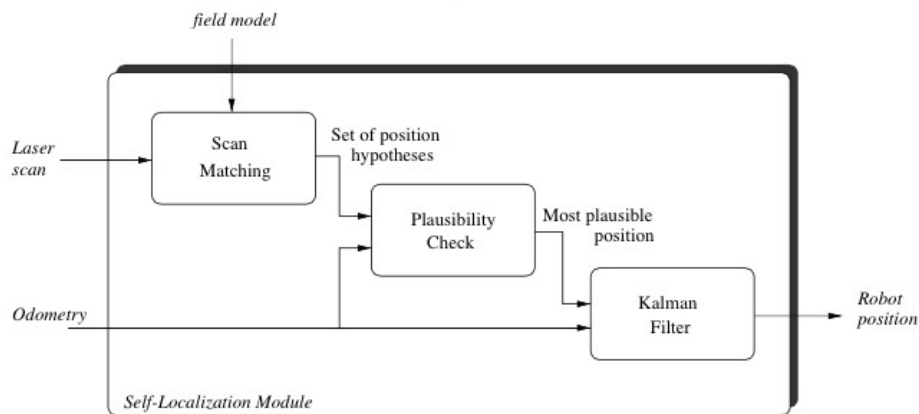 field model
Laser
scan
Scan
Matching
Set of position
hypotheses
Plausibility
Check
Most plausible
position
Odometry
Kalman
Filter
Robot
position
Self-Localization Module